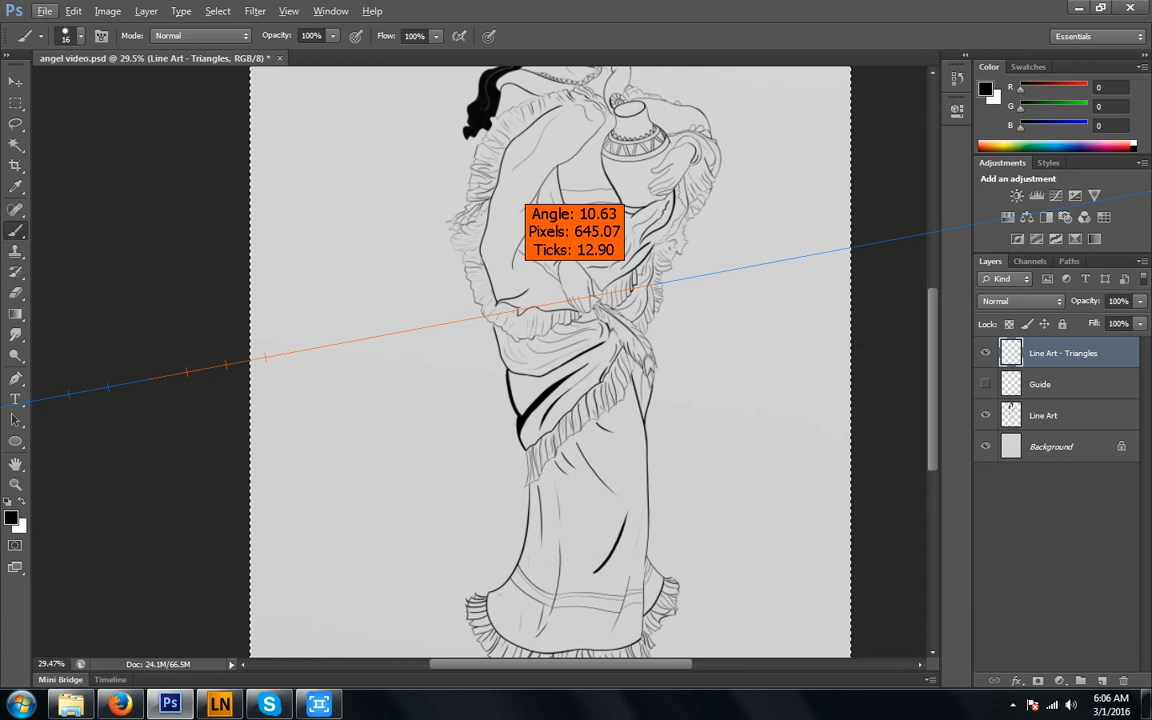 Ps File Edit Image Layer Type Select Filter View Window Help
16 Mode: Normal Opacity: 100% Flow: 100% Essentials
angel video.psd @ 29.5% (Line Art - Triangles, RGB/8) * ×
Color Swatches
R 0
G 0
B 0
Adjustments Styles
Add an adjustment
Angle: 10.63
Pixels: 645.07
Ticks: 12.90
Layers Channels Paths
Kind
Normal Opacity: 100%
Lock: Fill: 100%
Line Art - Triangles
Guide
Line Art
Background
29.47% Doc: 24.1M/66.5M
Mini Bridge Timeline
Ps LN S
6:06 AM
3/1/2016